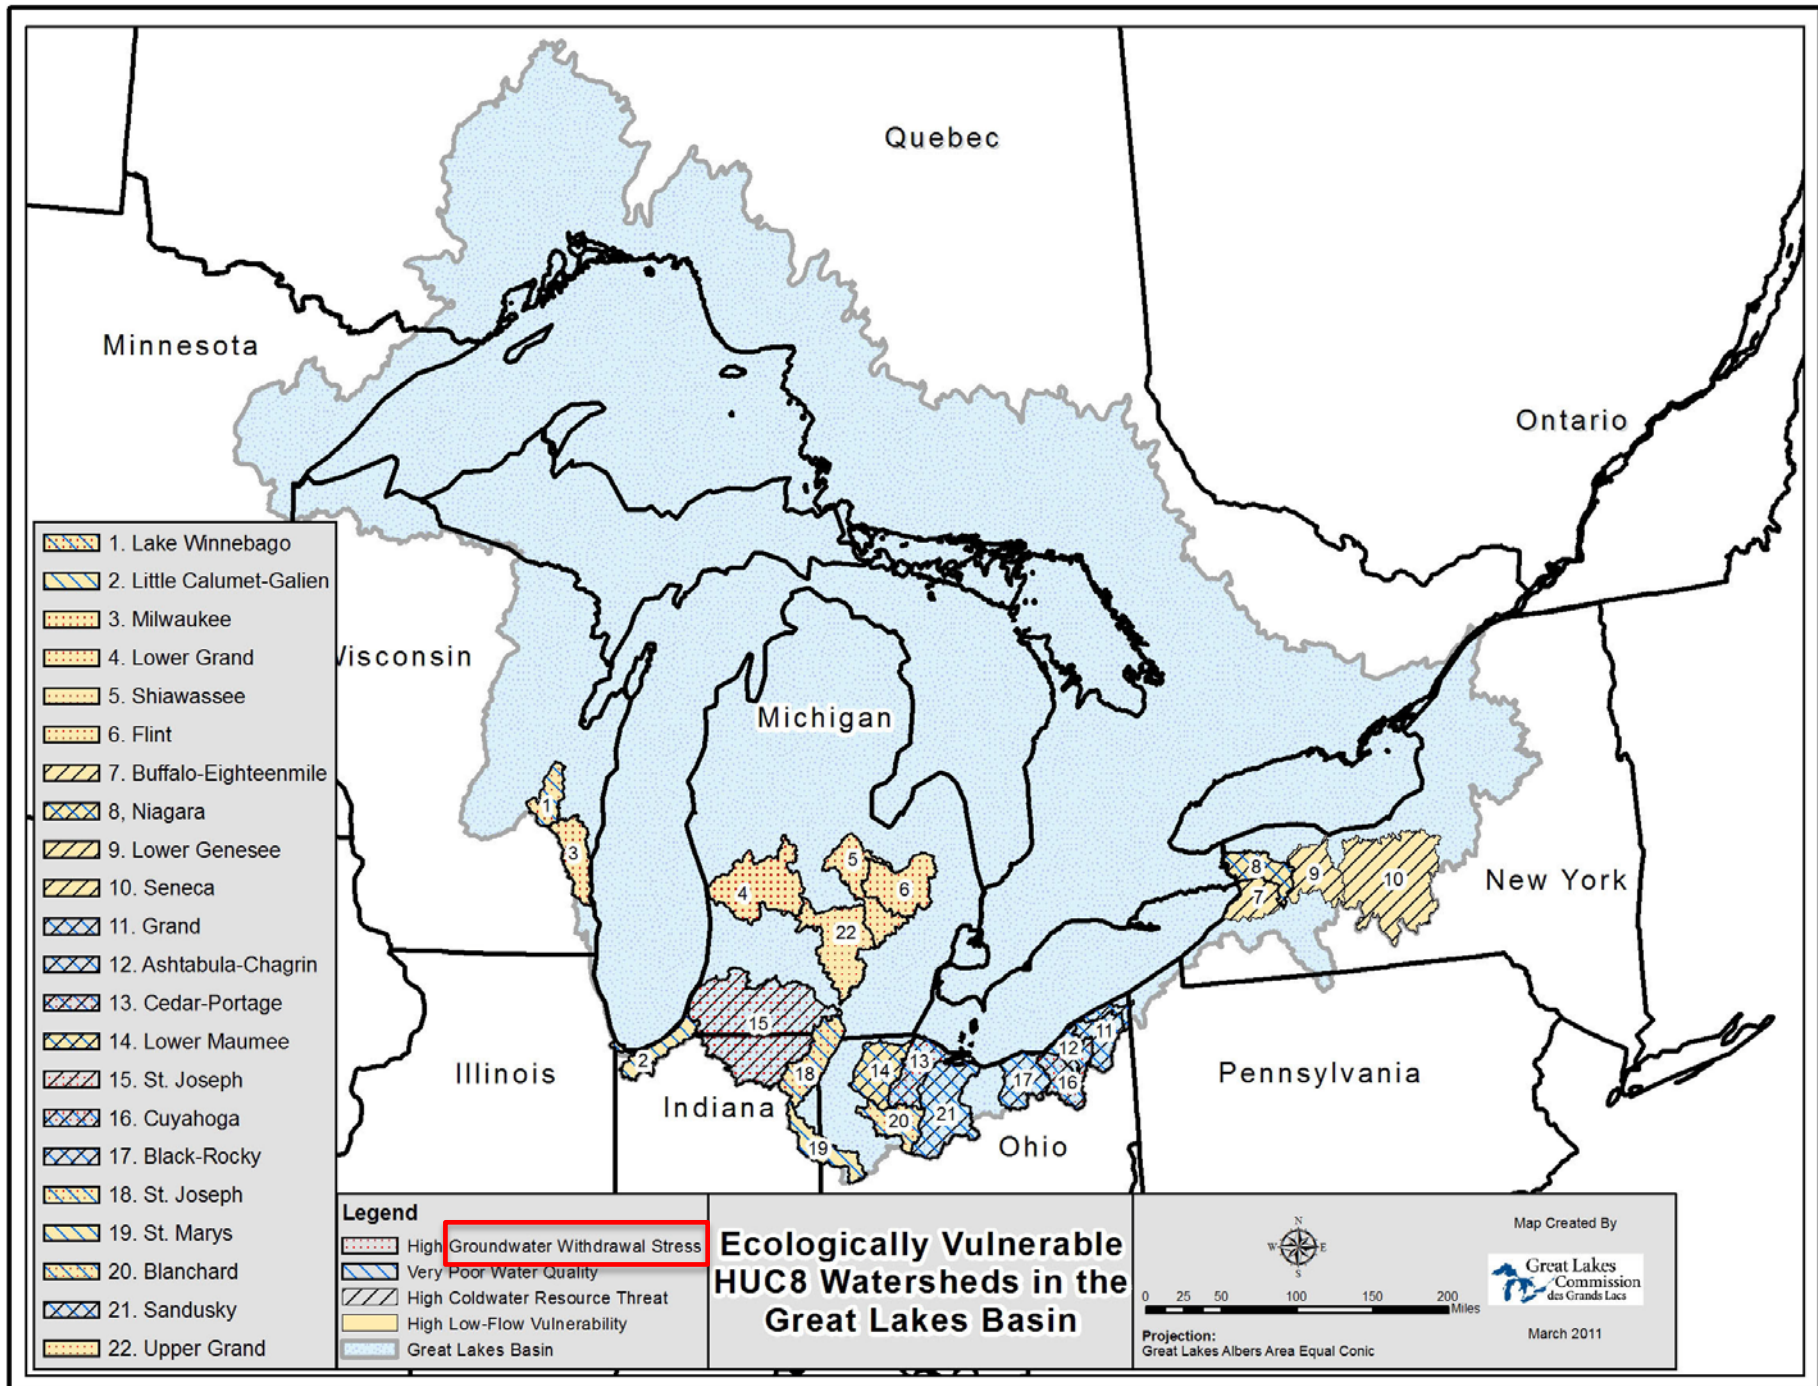 Quebec
Ontario
Minnesota
Visconsin
Michigan
New York
Illinois
Indiana
Ohio
Pennsylvania
1
3
4
5
6
22
8
7
9
10
15
2
18
14
13
20
21
19
17
12
11
16
1. Lake Winnebago
2. Little Calumet-Galien
3. Milwaukee
4. Lower Grand
5. Shiawassee
6. Flint
7. Buffalo-Eighteenmile
8, Niagara
9. Lower Genesee
10. Seneca
11. Grand
12. Ashtabula-Chagrin
13. Cedar-Portage
14. Lower Maumee
15. St. Joseph
16. Cuyahoga
17. Black-Rocky
18. St. Joseph
19. St. Marys
20. Blanchard
21. Sandusky
22. Upper Grand
Legend
High Groundwater Withdrawal Stress
Very Poor Water Quality
High Coldwater Resource Threat
High Low-Flow Vulnerability
Great Lakes Basin
Ecologically Vulnerable
HUC8 Watersheds in the
Great Lakes Basin
N
W E
S
0 25 50 100 150 200
Miles
Projection:
Great Lakes Albers Area Equal Conic
Map Created By
Great Lakes
Commission
des Grands Lacs
March 2011